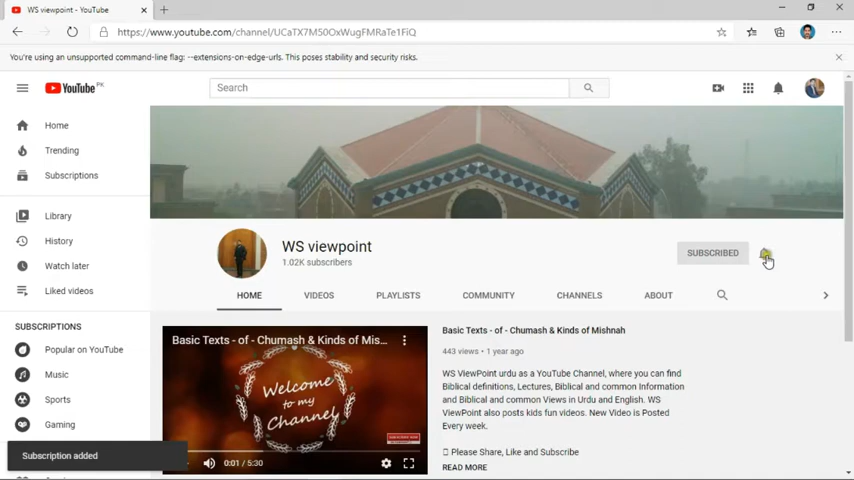 WS viewpoint - YouTube
https://www.youtube.com/channel/UCaTX7M50OxWugFMRaTe1FiQ
You're using an unsupported command-line flag: --extensions-on-edge-urls. This poses stability and security risks.
YouTube PK
Search
Home
Trending
Subscriptions
Library
History
Watch later
Liked videos
SUBSCRIPTIONS
Popular on YouTube
Music
Sports
Gaming
Subscription added
WS viewpoint
1.02K subscribers
SUBSCRIBED
HOME VIDEOS PLAYLISTS COMMUNITY CHANNELS ABOUT
Basic Texts - of - Chumash & Kinds of Mis...
Welcome
to my
Channel
0:01 / 5:30
Basic Texts - of - Chumash & Kinds of Mishnah
443 views • 1 year ago
WS ViewPoint urdu as a YouTube Channel, where you can find
Biblical definitions, Lectures, Biblical and common Information
and Biblical and common Views in Urdu and English. WS
ViewPoint also posts kids fun videos. New Video is Posted
Every week.
Please Share, Like and Subscribe
READ MORE